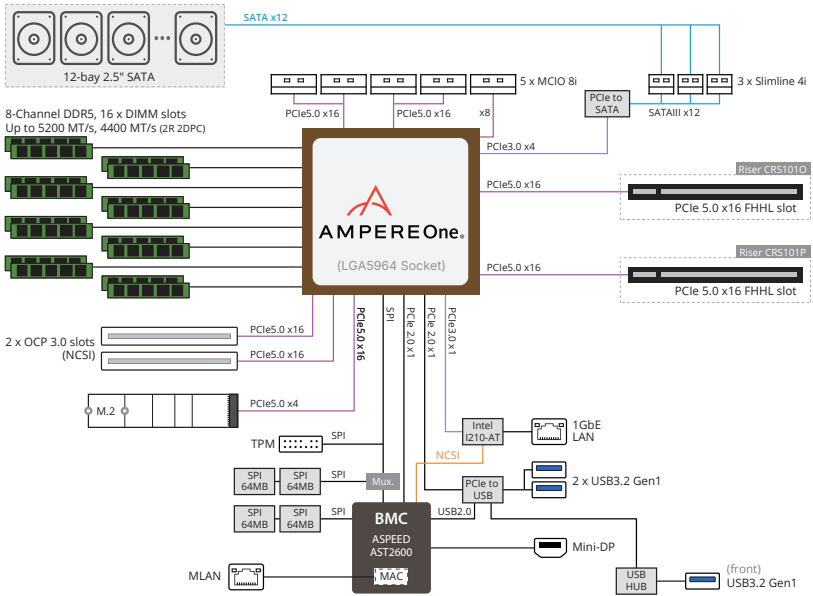 SATA x12
12-bay 2.5" SATA
5 x MCIO 8i
3 x Slimline 4i
PCIe to
SATA
PCIe5.0 x16
PCIe5.0 x16
x8
SATAIII x12
8-Channel DDR5, 16 x DIMM slots
Up to 5200 MT/s, 4400 MT/s (2R 2DPC)
PCIe3.0 x4
Riser CRS101O
PCIe5.0 x16
PCIe 5.0 x16 FHHL slot
AMPEREOne®
(LGA5964 Socket)
Riser CRS101P
PCIe5.0 x16
PCIe 5.0 x16 FHHL slot
2 x OCP 3.0 slots
(NCSI)
PCIe5.0 x16
PCIe5.0 x16
PCIe5.0 x16
SPI
PCIe 2.0 x1
PCIe 2.0 x1
PCIe3.0 x1
M.2
PCIe5.0 x4
Intel
I210-AT
1GbE
LAN
TPM
SPI
NCSI
SPI
64MB
SPI
64MB
SPI
Mux.
PCIe to
USB
2 x USB3.2 Gen1
SPI
64MB
SPI
64MB
SPI
USB2.0
BMC
ASPEED
AST2600
MAC
Mini-DP
MLAN
USB
HUB
(front)
USB3.2 Gen1